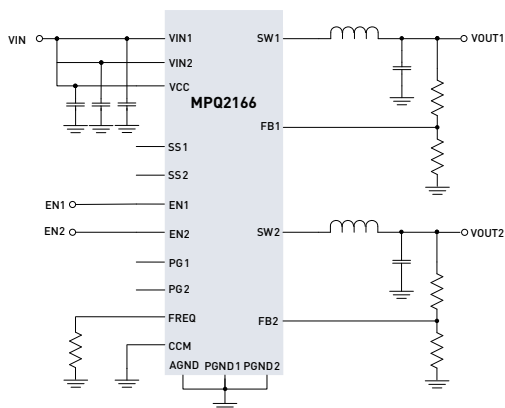 VIN
VIN1
VIN2
VCC
MPQ2166
SW1
VOUT1
FB1
SS1
SS2
EN1
EN1
EN2
EN2
SW2
VOUT2
PG1
PG2
FREQ
FB2
CCM
AGND PGND1 PGND2